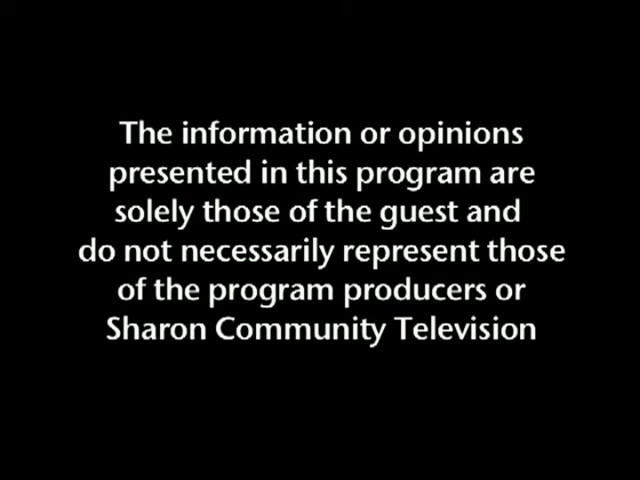 The information or opinions
presented in this program are
solely those of the guest and
do not necessarily represent those
of the program producers or
Sharon Community Television